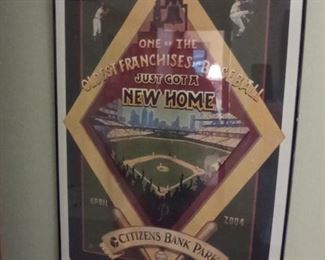 ONE OF THE
OLDEST FRANCHISES IN BASEBALL
JUST GOT A
NEW HOME
P
APRIL 2004
CITIZENS BANK PARK